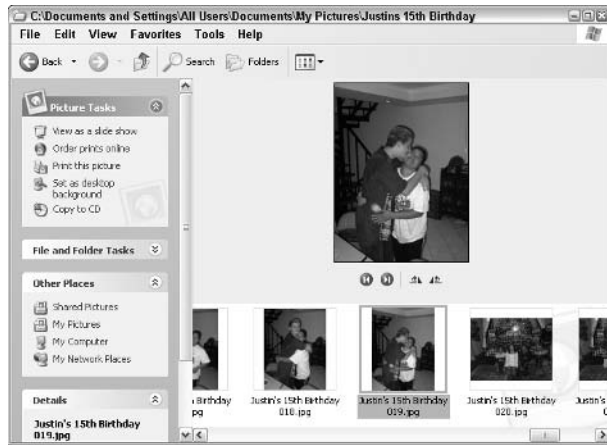 C:\Documents and Settings\All Users\Documents\My Pictures\Justins 15th Birthday
File Edit View Favorites Tools Help
Back Search Folders
Picture Tasks
View as a slide show
Order prints online
Print this picture
Set as desktop
background
Copy to CD
File and Folder Tasks
Other Places
Shared Pictures
My Pictures
My Computer
My Network Places
Details
Justin's 15th Birthday
019.jpg
Birthday
pg
Justin's 15th Birthday
018.jpg
Justin's 15th Birthday
019.jpg
Justin's 15th Birthday
020.jpg
Justin's